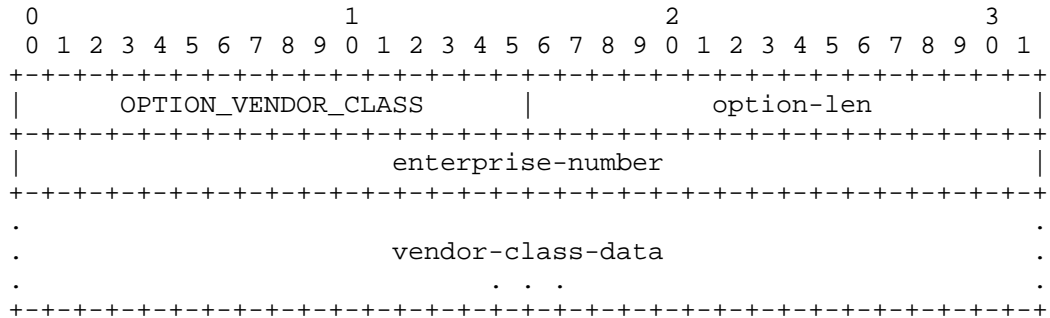 0                   1                   2                   3
 0 1 2 3 4 5 6 7 8 9 0 1 2 3 4 5 6 7 8 9 0 1 2 3 4 5 6 7 8 9 0 1
+-+-+-+-+-+-+-+-+-+-+-+-+-+-+-+-+-+-+-+-+-+-+-+-+-+-+-+-+-+-+-+-+
|      OPTION_VENDOR_CLASS      |           option-len          |
+-+-+-+-+-+-+-+-+-+-+-+-+-+-+-+-+-+-+-+-+-+-+-+-+-+-+-+-+-+-+-+-+
|                       enterprise-number                       |
+-+-+-+-+-+-+-+-+-+-+-+-+-+-+-+-+-+-+-+-+-+-+-+-+-+-+-+-+-+-+-+-+
.                                                               .
.                       vendor-class-data                       .
.                             . . .                             .
+-+-+-+-+-+-+-+-+-+-+-+-+-+-+-+-+-+-+-+-+-+-+-+-+-+-+-+-+-+-+-+-+